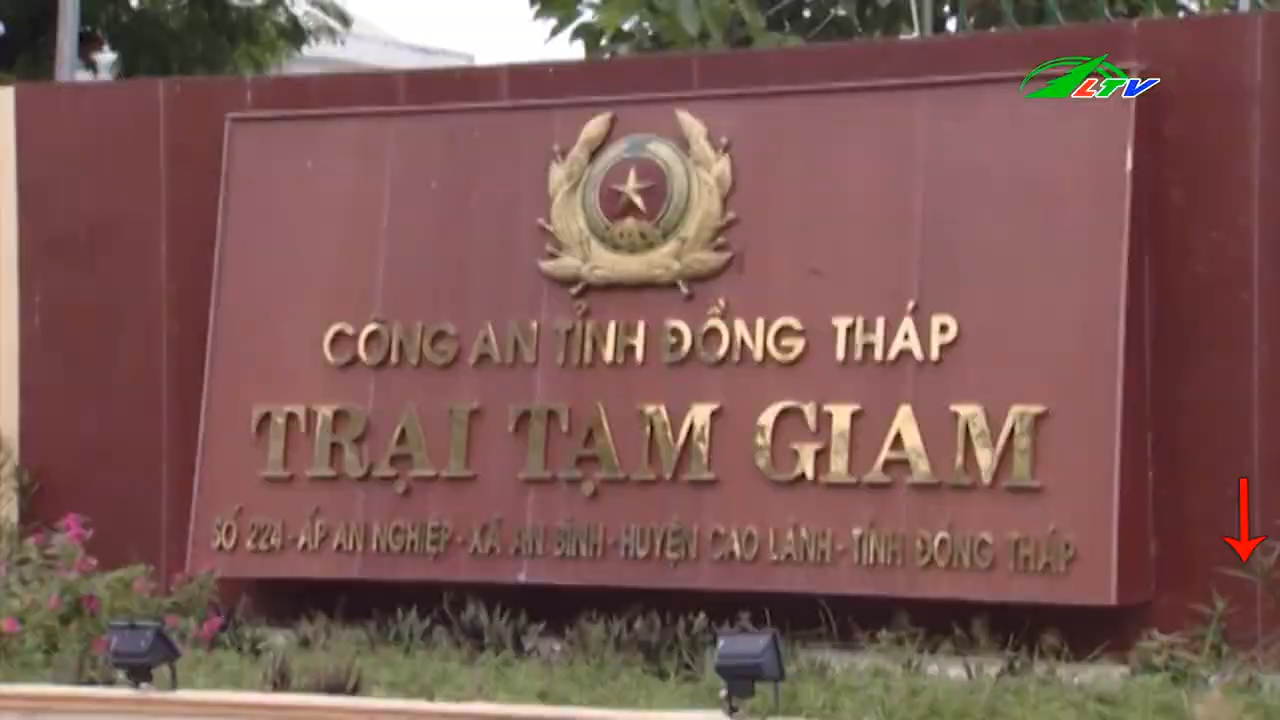 LTV
CÔNG AN TỈNH ĐỒNG THÁP
TRẠI TẠM GIAM
SỐ 224 - ẤP AN NGHIỆP - XÃ AN BÌNH - HUYỆN CAO LÃNH - TỈNH ĐỒNG THÁP